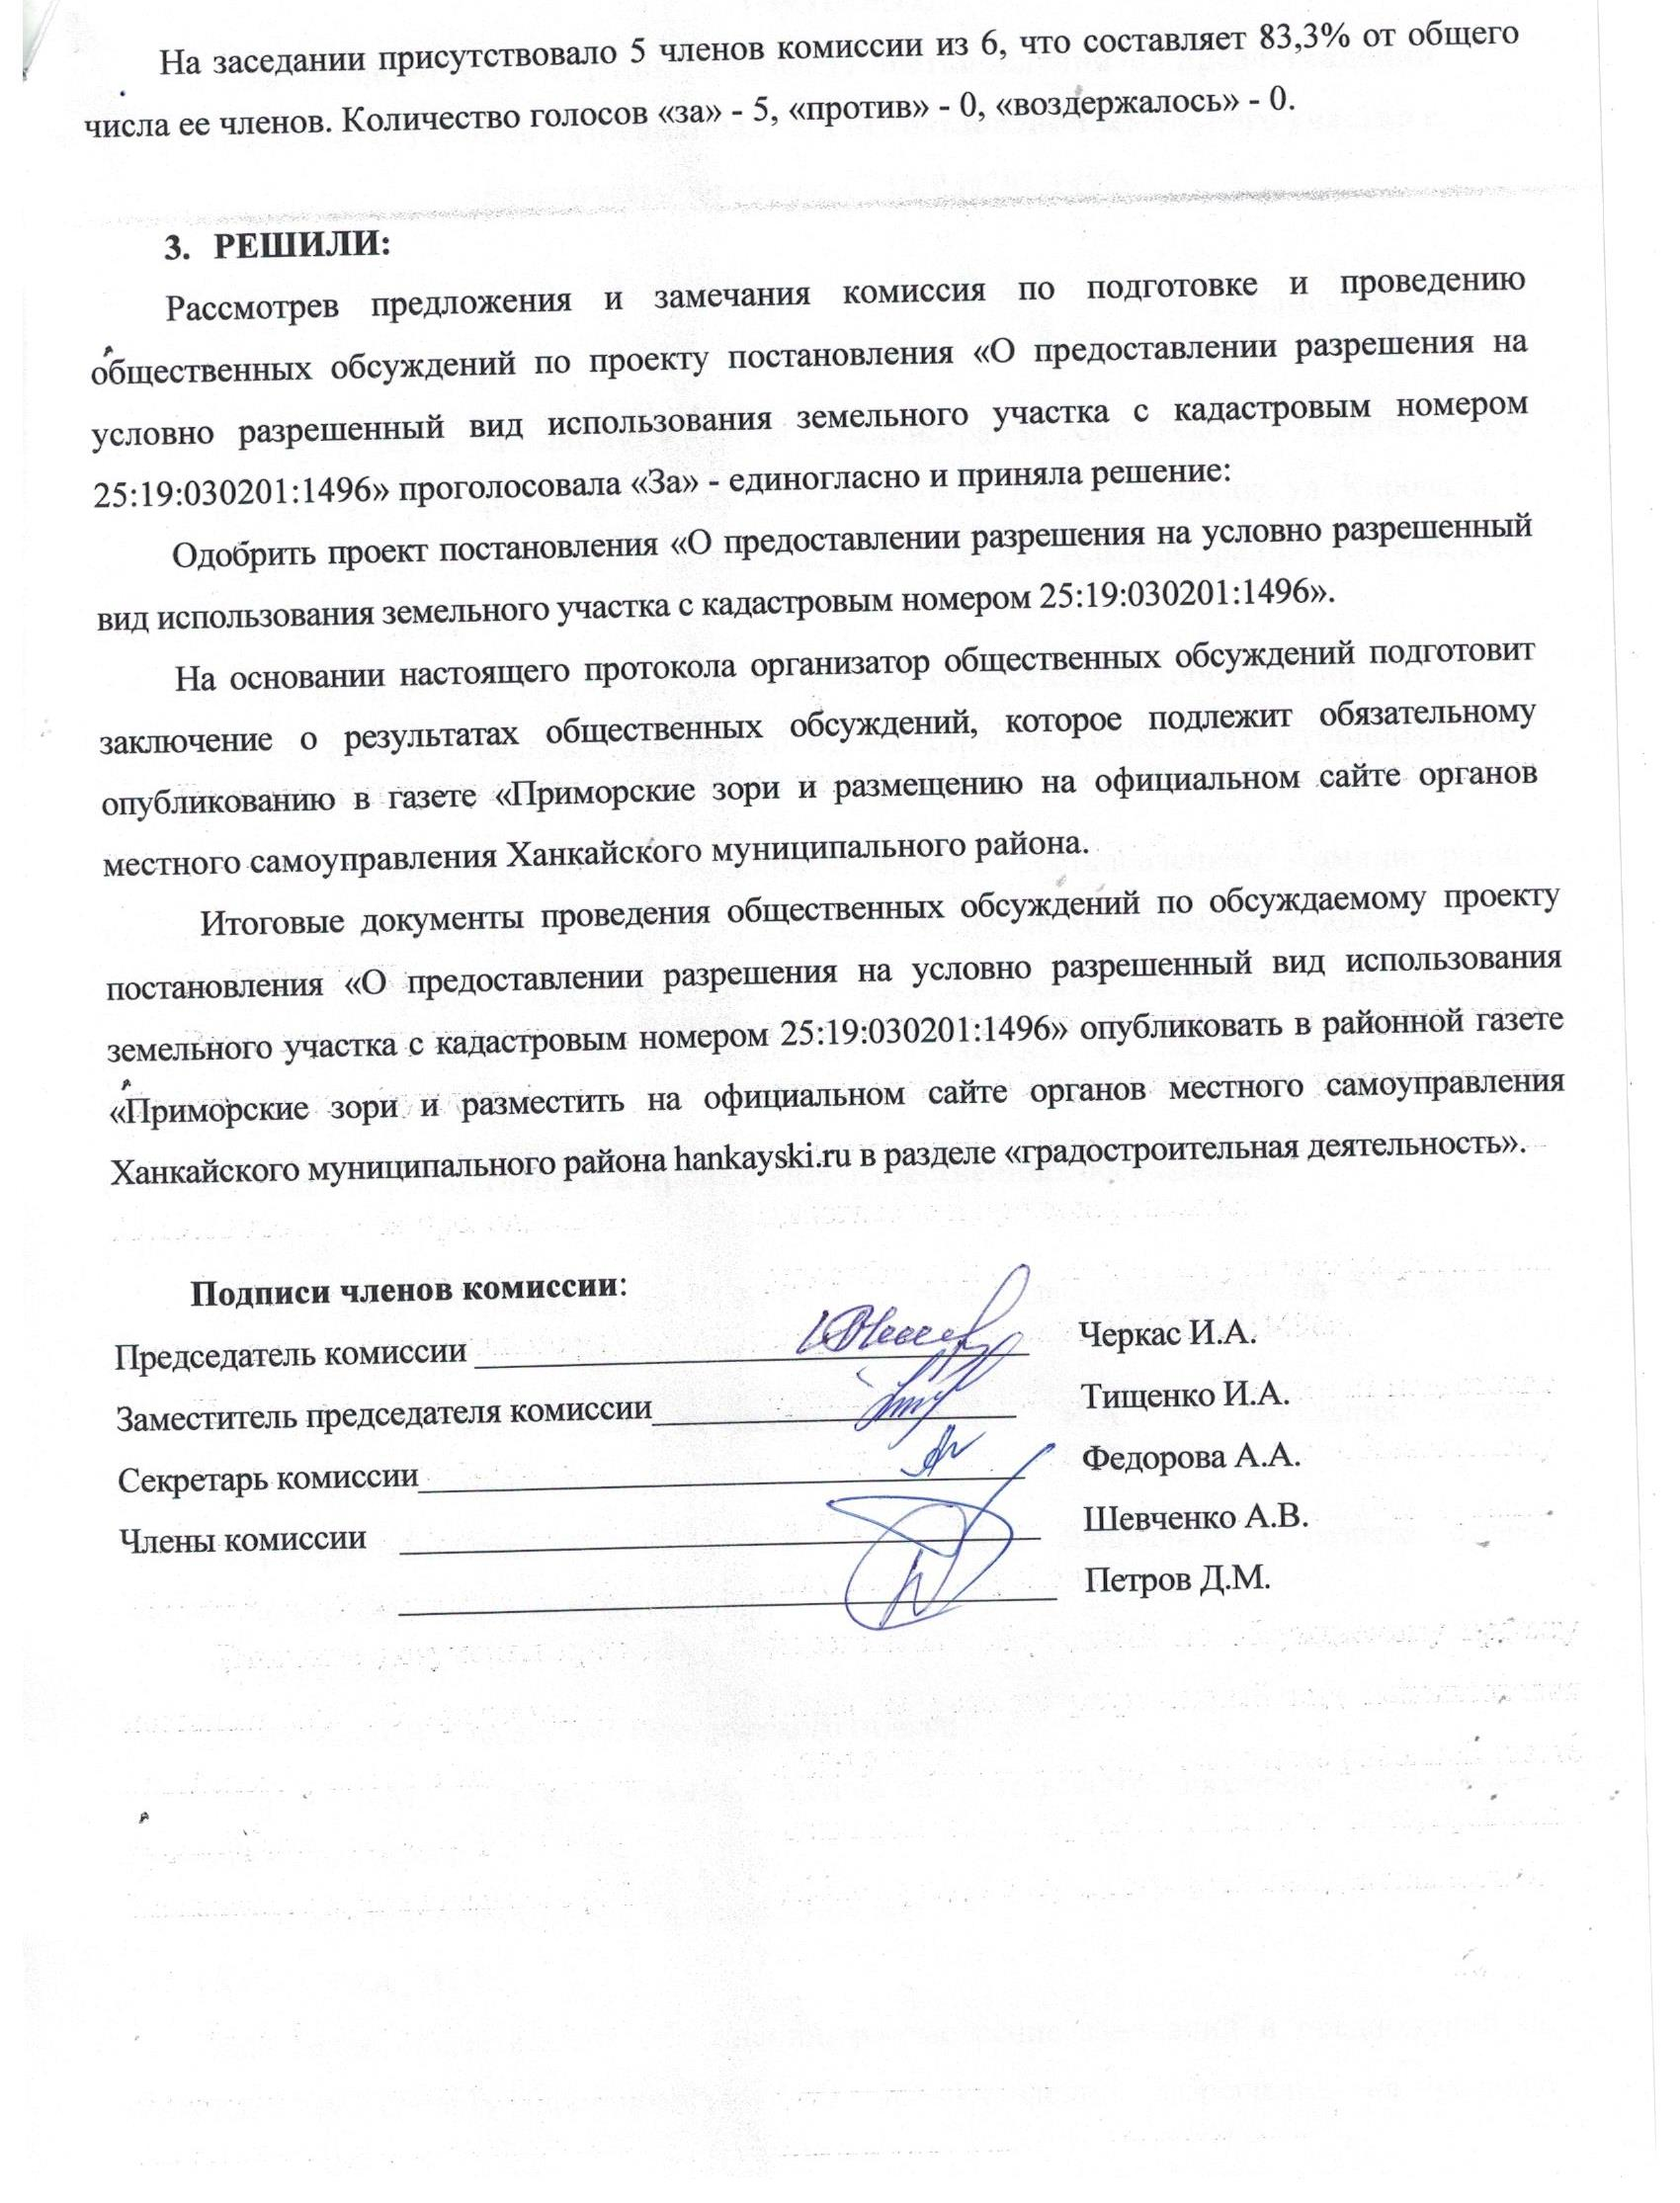 На заседании присутствовало 5 членов комиссии из 6, что составляет 83,3% от общего
числа ее членов. Количество голосов «за» - 5, «против» - 0, «воздержалось» - 0.
3. РЕШИЛИ:
Рассмотрев предложения и замечания комиссия по подготовке и проведению
общественных обсуждений по проекту постановления «О предоставлении разрешения на
условно разрешенный вид использования земельного участка с кадастровым номером
25:19:030201:1496» проголосовала «За» - единогласно и приняла решение:
Одобрить проект постановления «О предоставлении разрешения на условно разрешенный
вид использования земельного участка с кадастровым номером 25:19:030201:1496».
На основании настоящего протокола организатор общественных обсуждений подготовит
заключение о результатах общественных обсуждений, которое подлежит обязательному
опубликованию в газете «Приморские зори и размещению на официальном сайте органов
местного самоуправления Ханкайского муниципального района.
Итоговые документы проведения общественных обсуждений по обсуждаемому проекту
постановления «О предоставлении разрешения на условно разрешенный вид использования
земельного участка с кадастровым номером 25:19:030201:1496» опубликовать в районной газете
«Приморские зори и разместить на официальном сайте органов местного самоуправления
Ханкайского муниципального района hankayski.ru в разделе «градостроительная деятельность».
Подписи членов комиссии:
Председатель комиссии Черкас И.А.
Заместитель председателя комиссии Тищенко И.А.
Секретарь комиссии Федорова А.А.
Члены комиссии Шевченко А.В.
Петров Д.М.